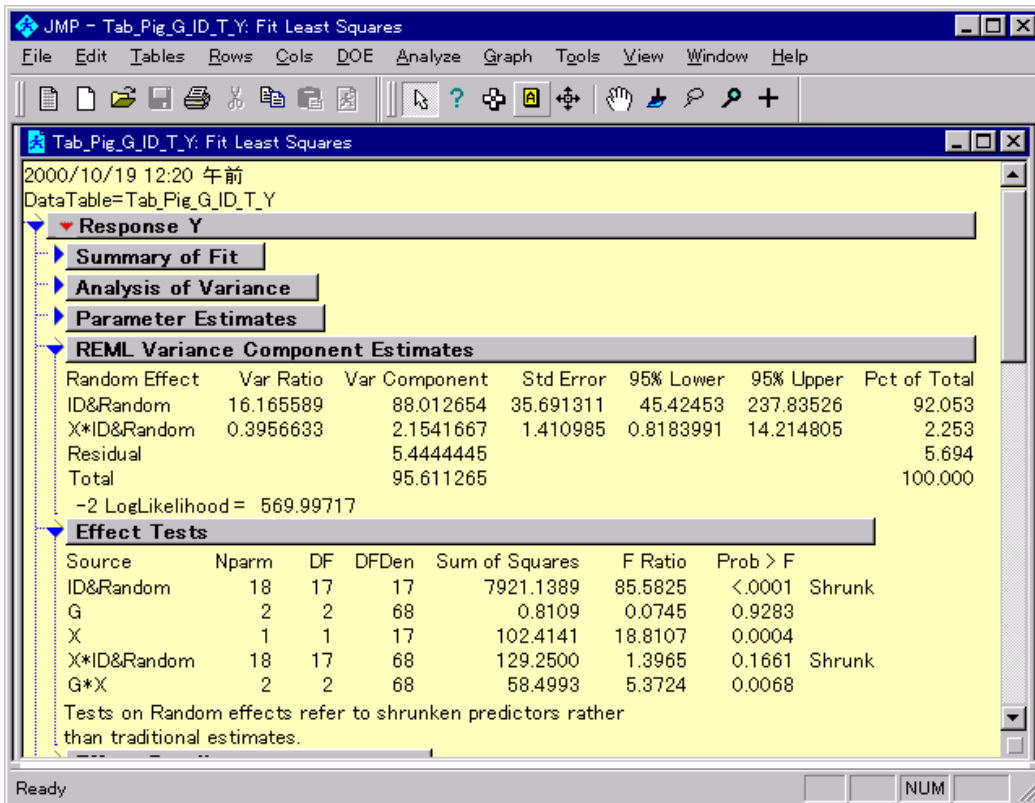 JMP - Tab_Pig_G_ID_T_Y: Fit Least Squares
File Edit Tables Rows Cols DOE Analyze Graph Tools View Window Help
Tab_Pig_G_ID_T_Y: Fit Least Squares
2000/10/19 12:20 午前
DataTable=Tab_Pig_G_ID_T_Y
Response Y
Summary of Fit
Analysis of Variance
Parameter Estimates
REML Variance Component Estimates
Random Effect Var Ratio Var Component Std Error 95% Lower 95% Upper Pct of Total
ID&Random 16.165589 88.012654 35.691311 45.42453 237.83526 92.053
X*ID&Random 0.3956633 2.1541667 1.410985 0.8183991 14.214805 2.253
Residual 5.4444445 5.694
Total 95.611265 100.000
-2 LogLikelihood = 569.99717
Effect Tests
Source Nparm DF DFDen Sum of Squares F Ratio Prob > F
ID&Random 18 17 17 7921.1389 85.5825 <.0001 Shrunk
G 2 2 68 0.8109 0.0745 0.9283
X 1 1 17 102.4141 18.8107 0.0004
X*ID&Random 18 17 68 129.2500 1.3965 0.1661 Shrunk
G*X 2 2 68 58.4993 5.3724 0.0068
Tests on Random effects refer to shrunken predictors rather
than traditional estimates.
Ready NUM